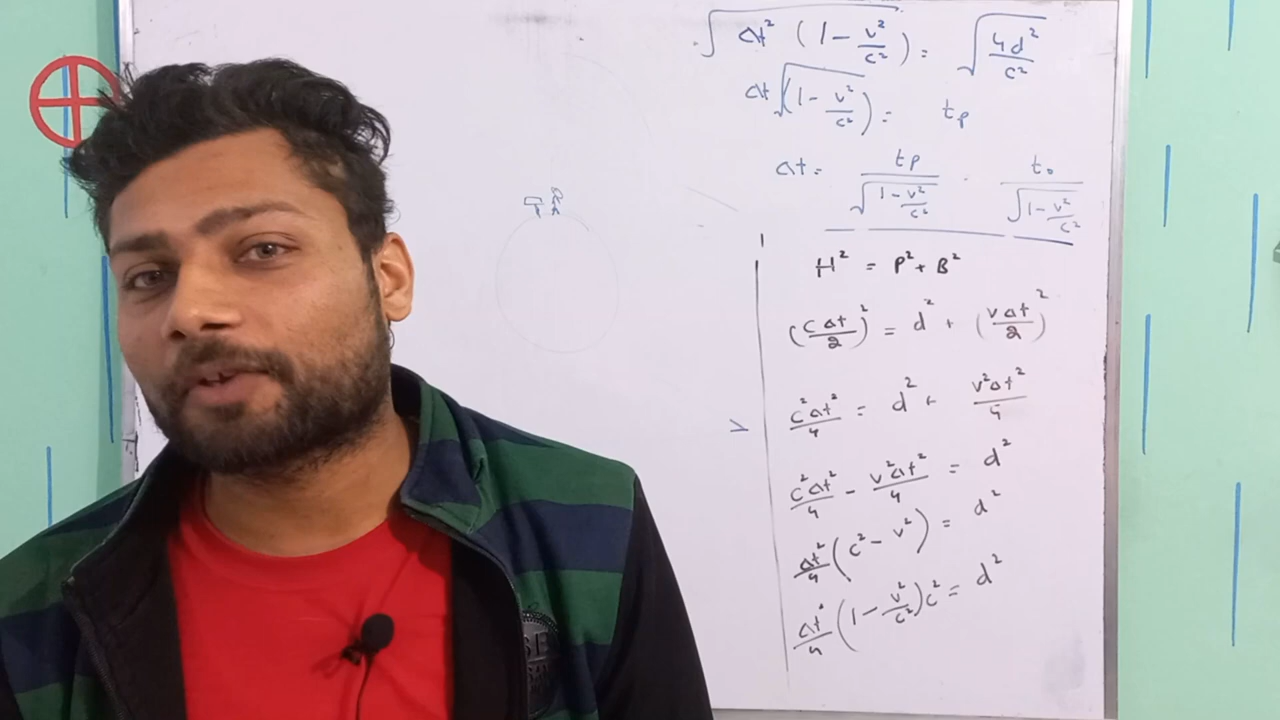 √Δt² (1 - v²/c²) = √4d²/c²
Δt √(1 - v²/c²) = tp
Δt = tp/√1 - v²/c² - t₀/√1 - v²/c²
H² = P² + B²
(cΔt/2)² = d² + (vΔt/2)²
c²Δt²/4 = d² + v²Δt²/4
c²Δt²/4 - v²Δt²/4 = d²
Δt²/4 (c² - v²) = d²
Δt²/4 (1 - v²/c²)c² = d²